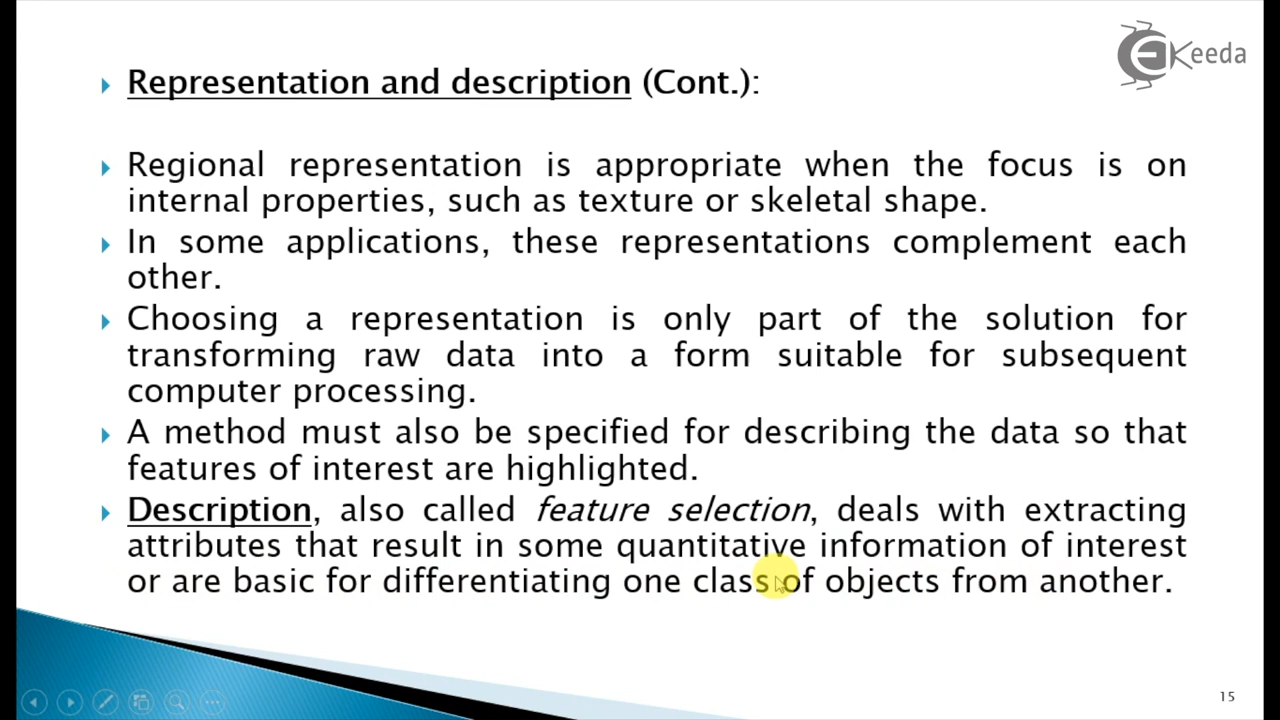 Keeda
Representation and description (Cont.):
Regional representation is appropriate when the focus is on
internal properties, such as texture or skeletal shape.
In some applications, these representations complement each
other.
Choosing a representation is only part of the solution for
transforming raw data into a form suitable for subsequent
computer processing.
A method must also be specified for describing the data so that
features of interest are highlighted.
Description, also called feature selection, deals with extracting
attributes that result in some quantitative information of interest
or are basic for differentiating one class of objects from another.
15